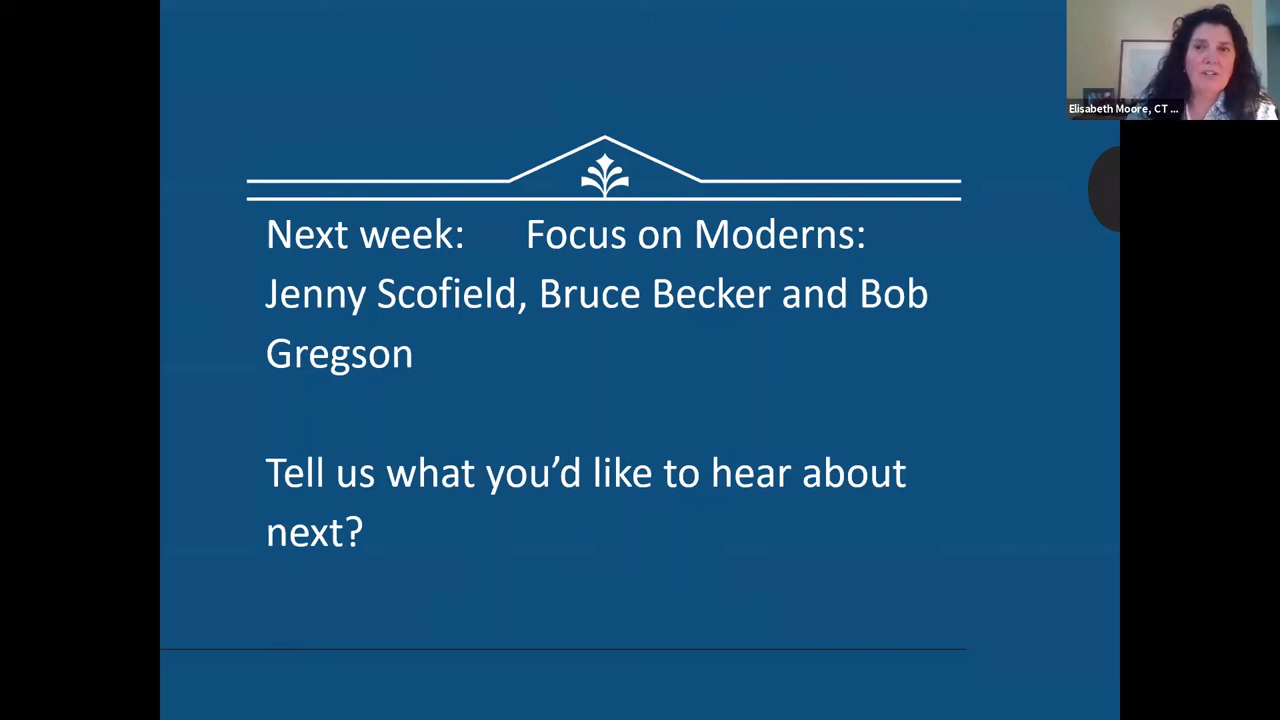 Elisabeth Moore, CT ...
Next week: Focus on Moderns:
Jenny Scofield, Bruce Becker and Bob
Gregson
Tell us what you’d like to hear about
next?